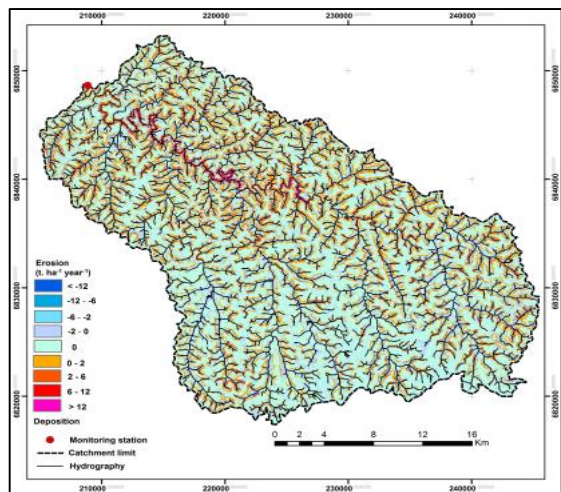 210000 220000 230000 240000
6850000 6850000
6840000 6840000
Erosion
(t. ha⁻¹ year⁻¹)
< -12
-12 - -6
-6 - -2
-2 - 0
0
0 - 2
2 - 6
6 - 12
> 12
Deposition
6830000 6830000
6820000 6820000
Monitoring station
Catchment limit
Hydrography
0 2 4 8 12 16
Km
210000 220000 230000 240000